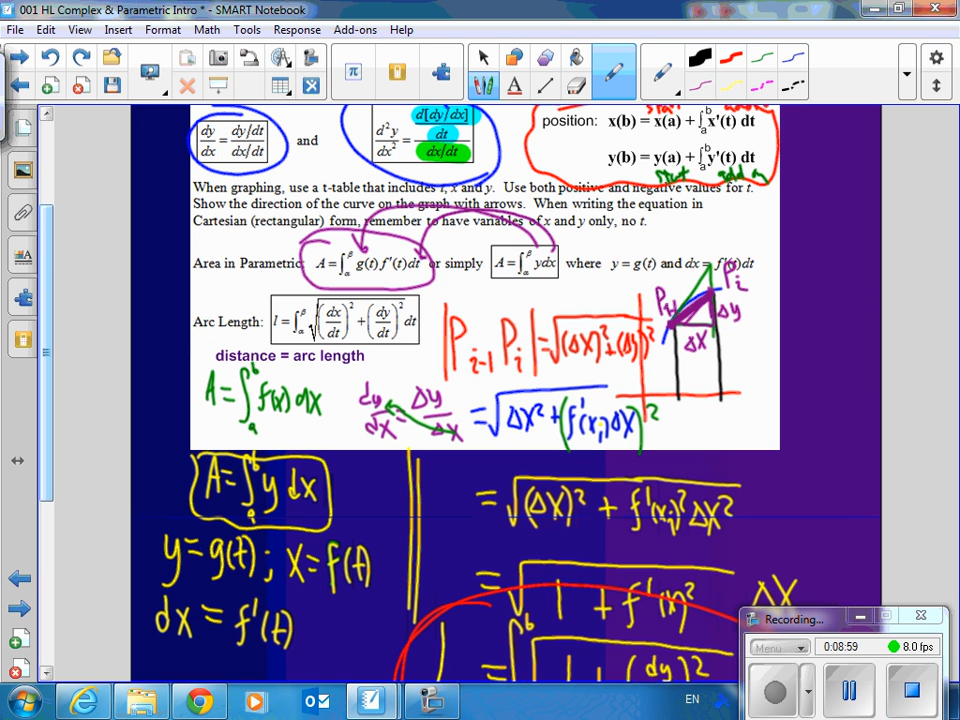 001 HL Complex & Parametric Intro * - SMART Notebook
File Edit View Insert Format Math Tools Response Add-ons Help
dy/dx = dy/dt / dx/dt and d²y/dx² = d[dy/dx]/dt / dx/dt
position: x(b) = x(a) + ∫ₐᵇ x'(t) dt
y(b) = y(a) + ∫ₐᵇ y'(t) dt
start
When graphing, use a t-table that includes t, x and y. Use both positive and negative values for t.
Show the direction of the curve on the graph with arrows. When writing the equation in
Cartesian (rectangular) form, remember to have variables of x and y only, no t.
Area in Parametric: A = ∫_α^β g(t) f'(t)dt or simply A = ∫_α^β ydx where y = g(t) and dx = f'(t)dt
Pi-1 Pi
Δy
Δx
Arc Length: l = ∫_α^β √((dx/dt)² + (dy/dt)²) dt
|Pi-1 Pi| = √(Δx)² + (Δy)²
distance = arc length
A = ∫ₐᵇ f(x) dx
dy/dx = Δy/Δx
= √Δx² + (f'(xi) Δx)²
A = ∫ₐᵇ y dx
= √(Δx)² + f'(xi)² Δx²
y = g(t); x = f(t)
= √1 + f'(x)² Δx
dx = f'(t)
Recording...
Menu
0:08:59
8.0 fps
EN